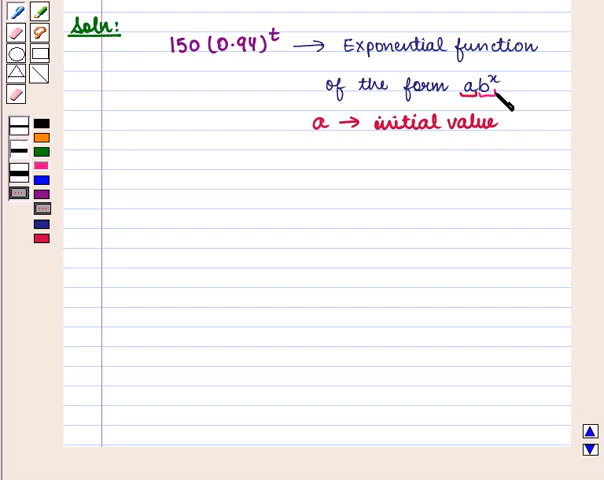 Soln:
150(0.94)^t → Exponential function
of the form ab^x
a → initial value